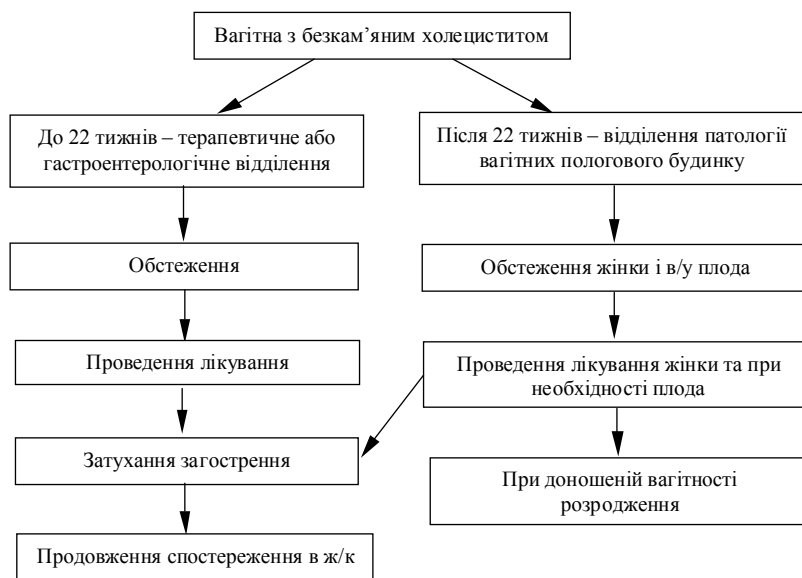 Вагітна з безкам’яним холециститом
До 22 тижнів – терапевтичне або
гастроентерологічне відділення
Після 22 тижнів – відділення патології
вагітних пологового будинку
Обстеження
Обстеження жінки і в/у плода
Проведення лікування
Проведення лікування жінки та при
необхідності плода
Затухання загострення
При доношеній вагітності
розродження
Продовження спостереження в ж/к